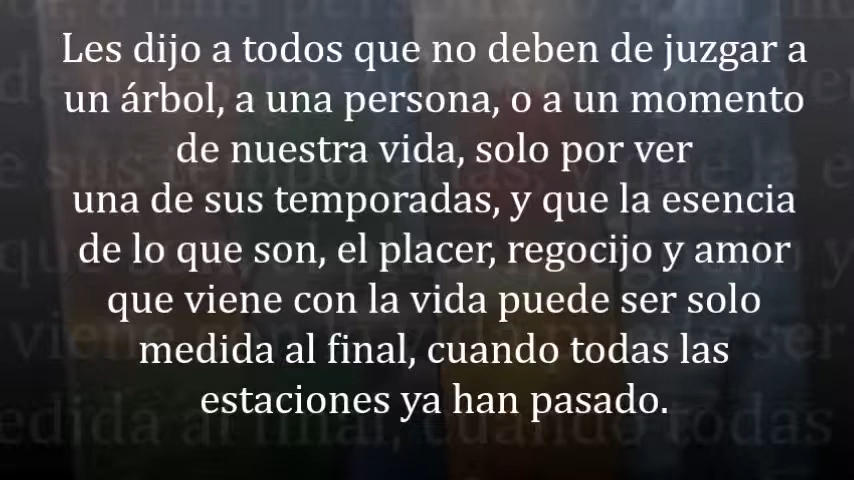 Les dijo a todos que no deben de juzgar a
un árbol, a una persona, o a un momento
de nuestra vida, solo por ver
una de sus temporadas, y que la esencia
de lo que son, el placer, regocijo y amor
que viene con la vida puede ser solo
medida al final, cuando todas las
estaciones ya han pasado.